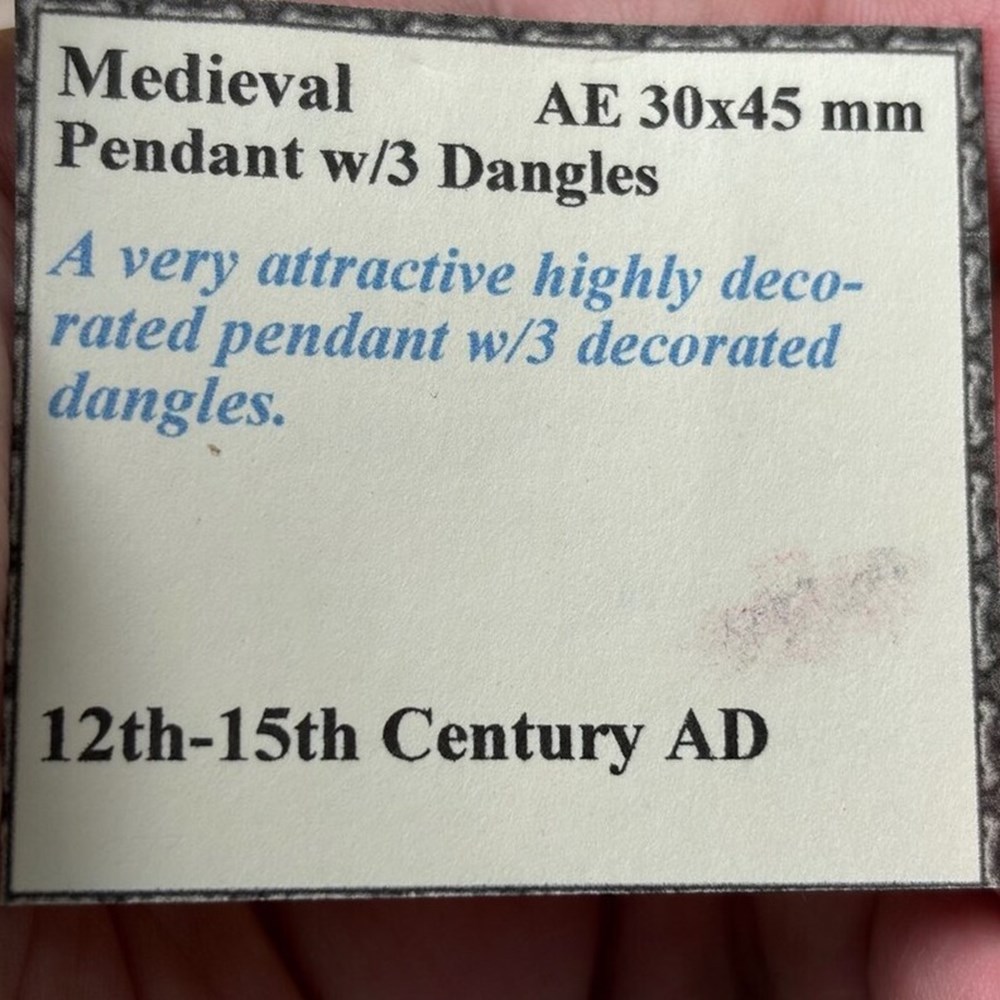 Medieval AE 30x45 mm
Pendant w/3 Dangles
A very attractive highly deco-
rated pendant w/3 decorated
dangles.
12th-15th Century AD